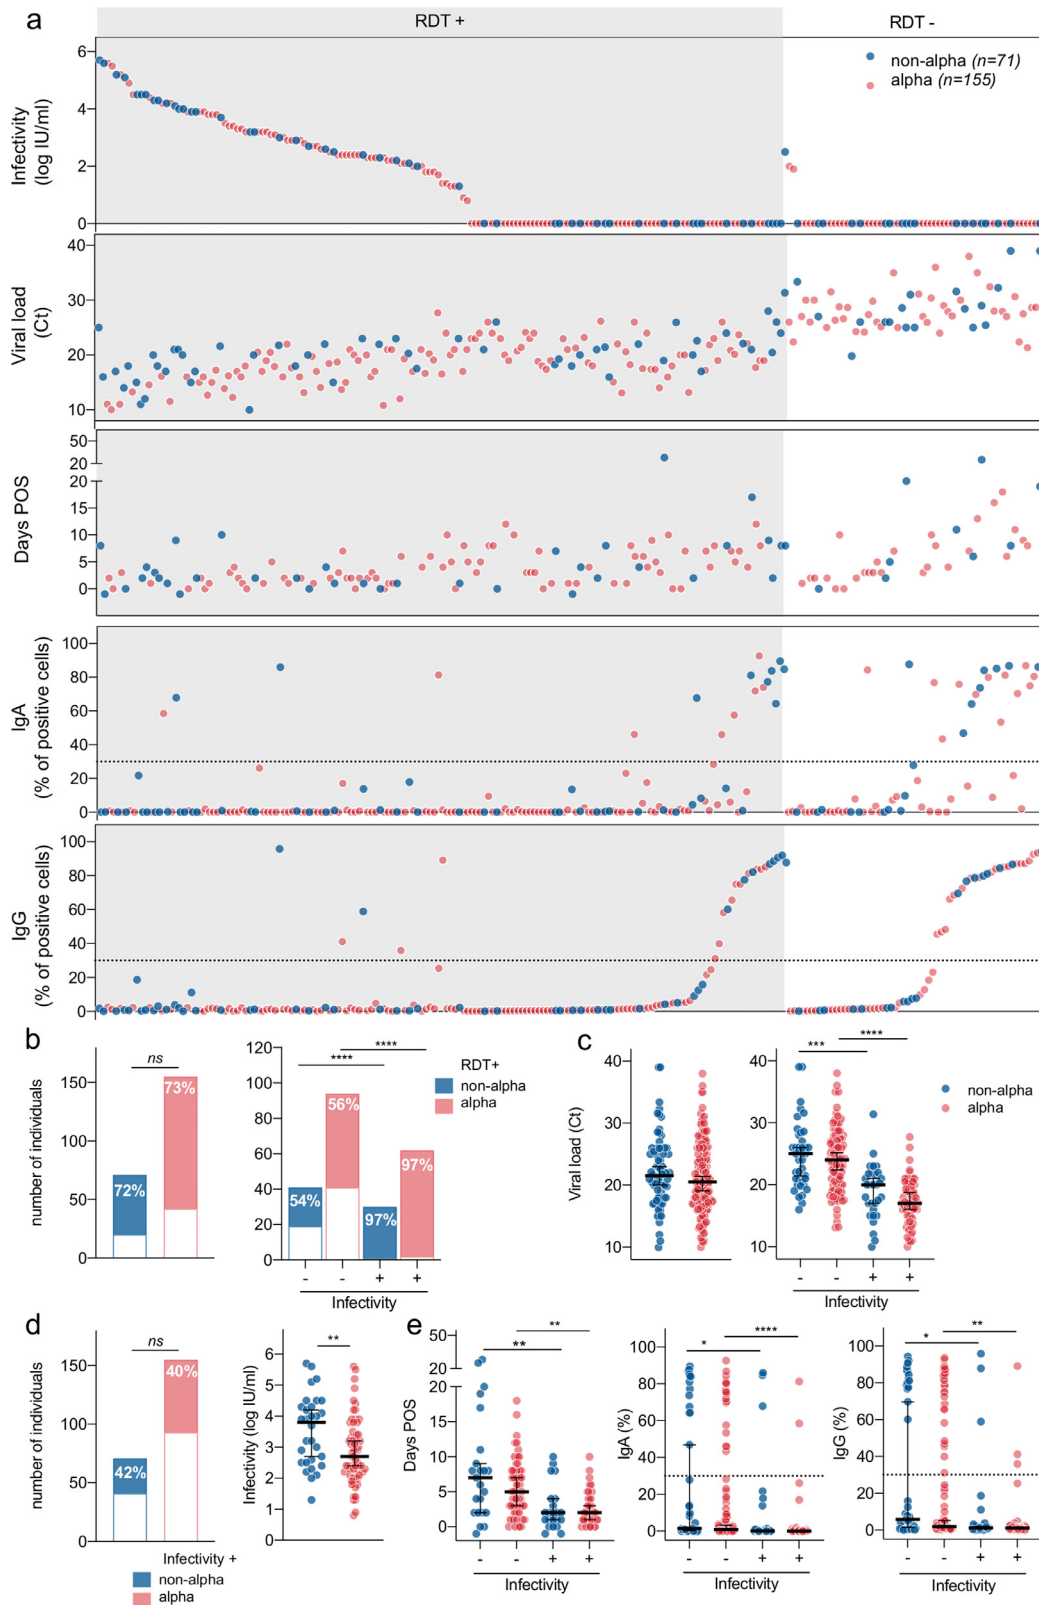 a
RDT +
RDT -
non-alpha (n=71)
alpha (n=155)
Infectivity
(log IU/ml)
6
4
2
0
Viral load
(Ct)
40
30
20
10
Days POS
50
20
20
15
10
5
0
IgA
(% of positive cells)
100
80
60
40
20
0
IgG
(% of positive cells)
100
80
60
40
20
0
b
number of individuals
150
100
50
0
ns
72%
73%
120
100
80
60
40
20
0
****
****
54%
56%
97%
97%
- - + +
Infectivity
RDT+
non-alpha
alpha
c
Viral load (Ct)
40
30
20
10
40
30
20
10
***
****
- - + +
Infectivity
non-alpha
alpha
d
number of individuals
150
100
50
0
ns
42%
40%
Infectivity +
non-alpha
alpha
Infectivity (log IU/ml)
6
5
4
3
2
1
0
**
e
Days POS
50
20
20
15
10
5
0
**
**
- - + +
Infectivity
IgA (%)
100
80
60
40
20
0
*
****
- - + +
Infectivity
IgG (%)
100
80
60
40
20
0
*
**
- - + +
Infectivity